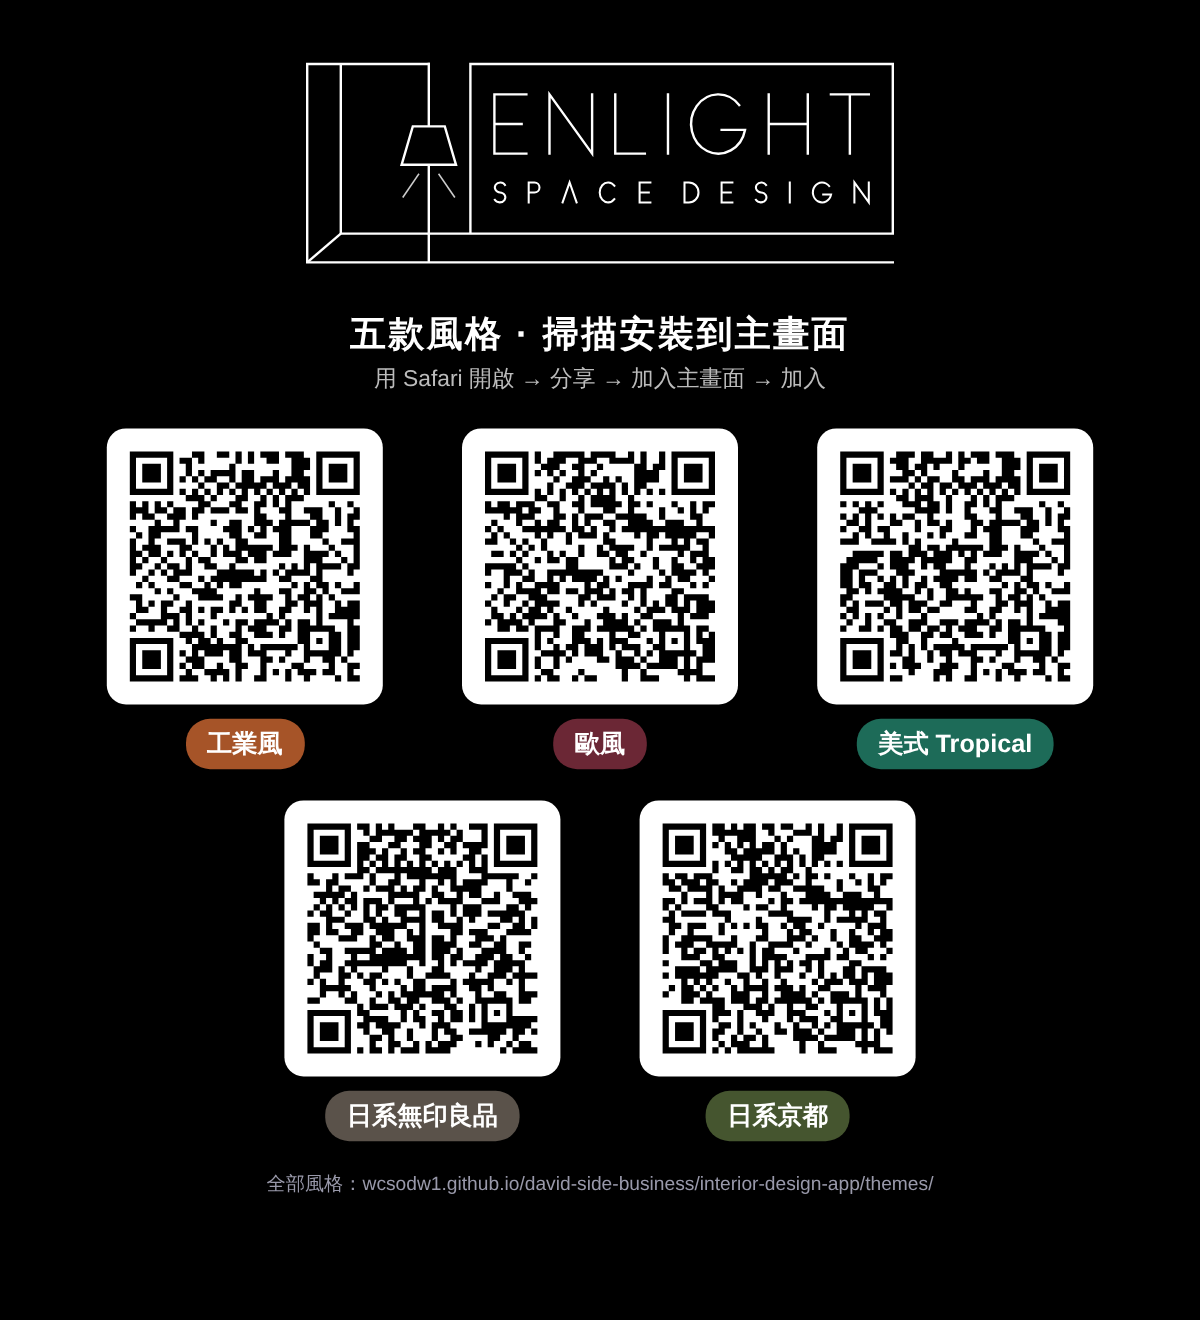 ENLIGHT
SPACE DESIGN
五款風格 · 掃描安裝到主畫面
用 Safari 開啟 → 分享 → 加入主畫面 → 加入
工業風
歐風
美式 Tropical
日系無印良品
日系京都
全部風格：wcsodw1.github.io/david-side-business/interior-design-app/themes/